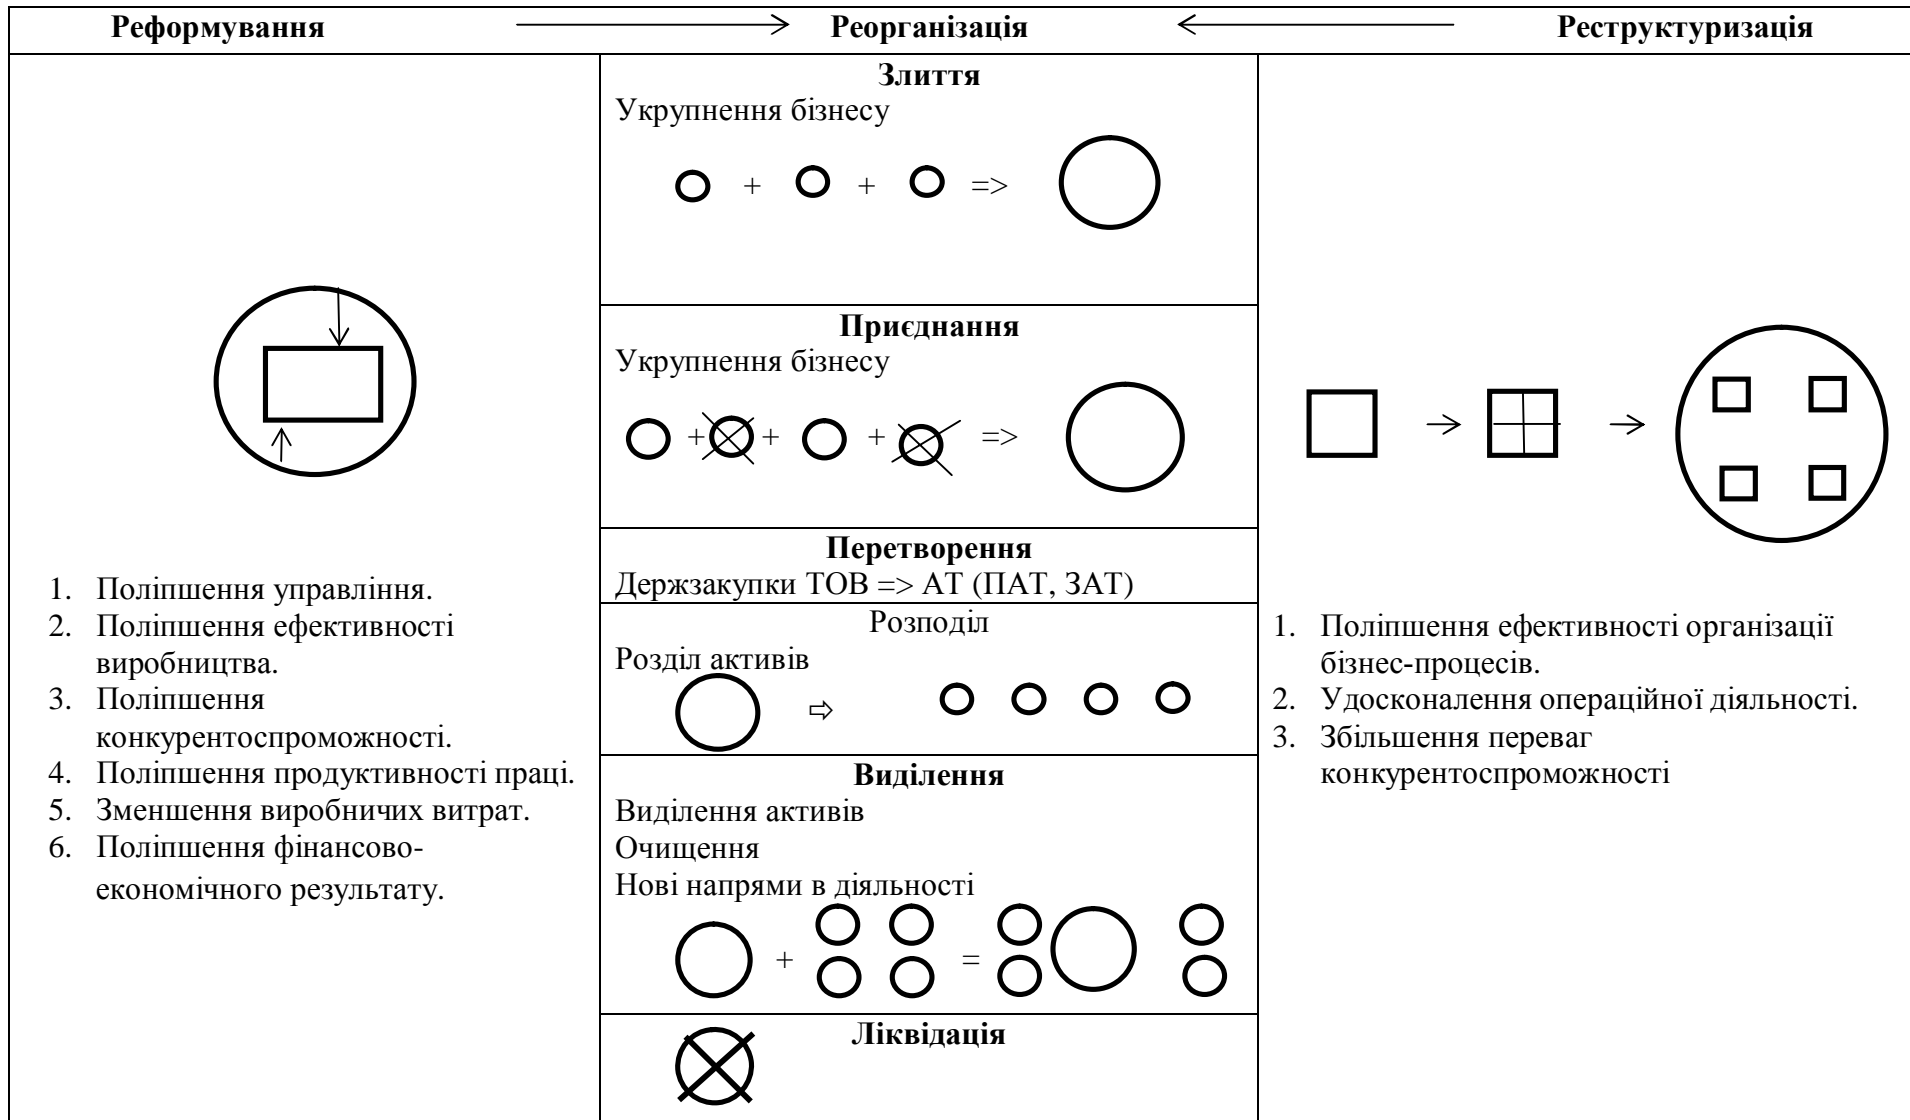 Реформування
Реорганізація
Реструктуризація
1. Поліпшення управління.
2. Поліпшення ефективності
виробництва.
3. Поліпшення
конкурентоспроможності.
4. Поліпшення продуктивності праці.
5. Зменшення виробничих витрат.
6. Поліпшення фінансово-
економічного результату.
Злиття
Укрупнення бізнесу
+ + =>
Приєднання
Укрупнення бізнесу
+ + + =>
Перетворення
Держзакупки ТОВ => АТ (ПАТ, ЗАТ)
Розподіл
Розділ активів
Виділення
Виділення активів
Очищення
Нові напрями в діяльності
+ =
Ліквідація
1. Поліпшення ефективності організації
бізнес-процесів.
2. Удосконалення операційної діяльності.
3. Збільшення переваг
конкурентоспроможності